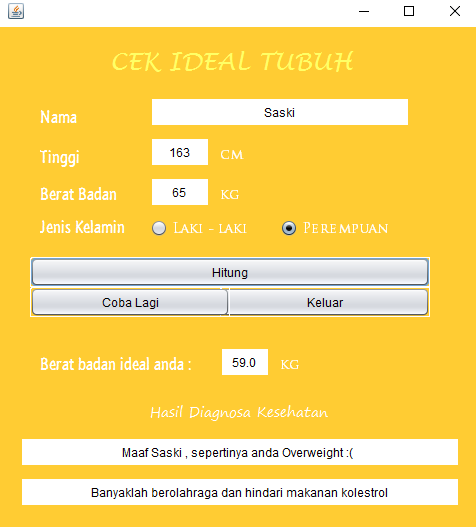 CEK IDEAL TUBUH
Nama Saski
Tinggi 163 CM
Berat Badan 65 KG
Jenis Kelamin Laki - laki Perempuan
Hitung
Coba Lagi Keluar
Berat badan ideal anda : 59.0 KG
Hasil Diagnosa Kesehatan
Maaf Saski , sepertinya anda Overweight :(
Banyaklah berolahraga dan hindari makanan kolestrol